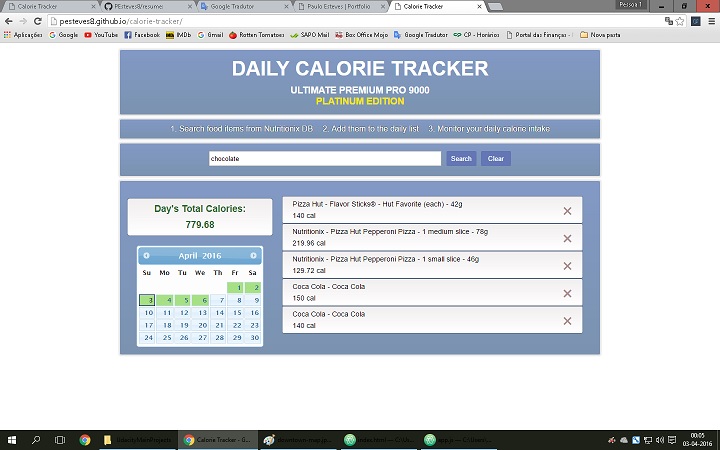 Calorie Tracker
PEsteves8/resume
Google Tradutor
Paulo Esteves | Portfolio
Calorie Tracker
Pessoa 1
pesteves8.github.io/calorie-tracker/
Aplicações
Google
YouTube
Facebook
IMDb
Gmail
Rotten Tomatoes
SAPO Mail
Box Office Mojo
Google Tradutor
CP - Horários
Portal das Finanças -
Nova pasta
DAILY CALORIE TRACKER
ULTIMATE PREMIUM PRO 9000
PLATINUM EDITION
1. Search food items from Nutritionix DB 2. Add them to the daily list 3. Monitor your daily calorie intake
chocolate Search Clear
Day's Total Calories:
779.68
April 2016
Su Mo Tu We Th Fr Sa
1 2
3 4 5 6 7 8 9
10 11 12 13 14 15 16
17 18 19 20 21 22 23
24 25 26 27 28 29 30
Pizza Hut - Flavor Sticks® - Hut Favorite (each) - 42g
140 cal
Nutritionix - Pizza Hut Pepperoni Pizza - 1 medium slice - 78g
219.96 cal
Nutritionix - Pizza Hut Pepperoni Pizza - 1 small slice - 46g
129.72 cal
Coca Cola - Coca Cola
150 cal
Coca Cola - Coca Cola
140 cal
Calorie Tracker - G...
00:05
03-04-2016